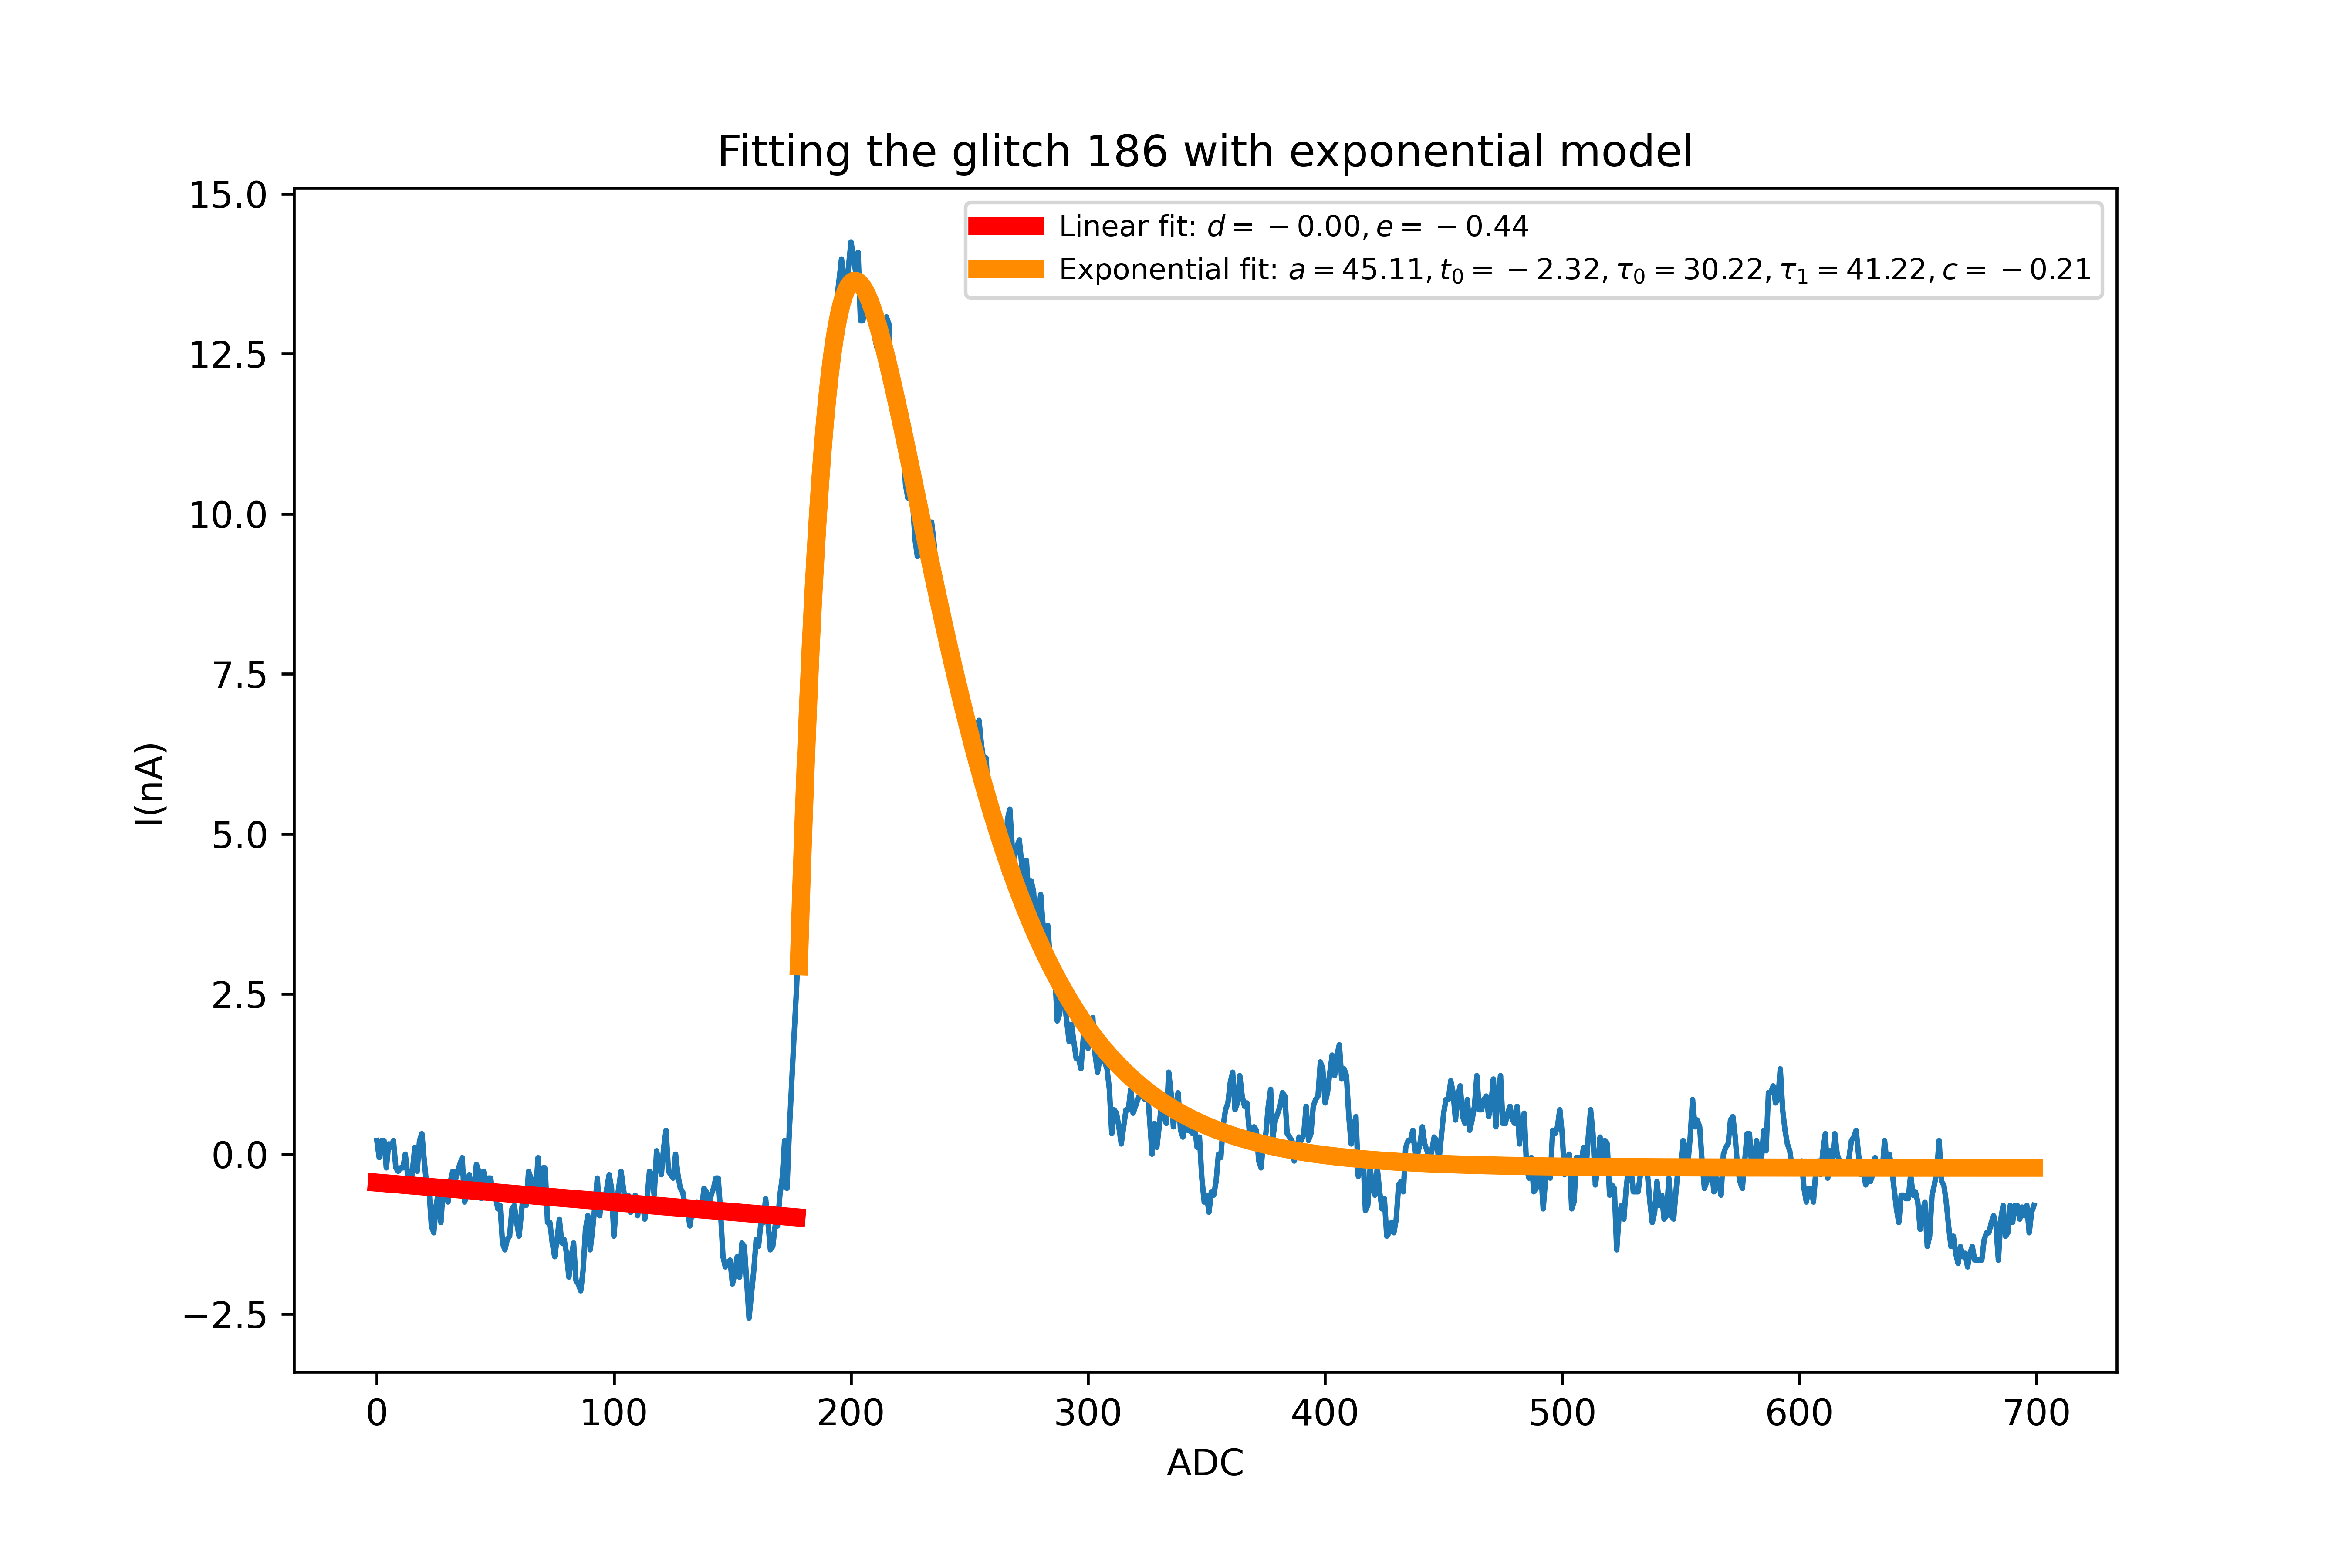 Fitting the glitch 186 with exponential model
Linear fit: d = −0.00, e = −0.44
Exponential fit: a = 45.11, t₀ = −2.32, τ₀ = 30.22, τ₁ = 41.22, c = −0.21
15.0
12.5
10.0
7.5
5.0
2.5
0.0
−2.5
I(nA)
0 100 200 300 400 500 600 700
ADC